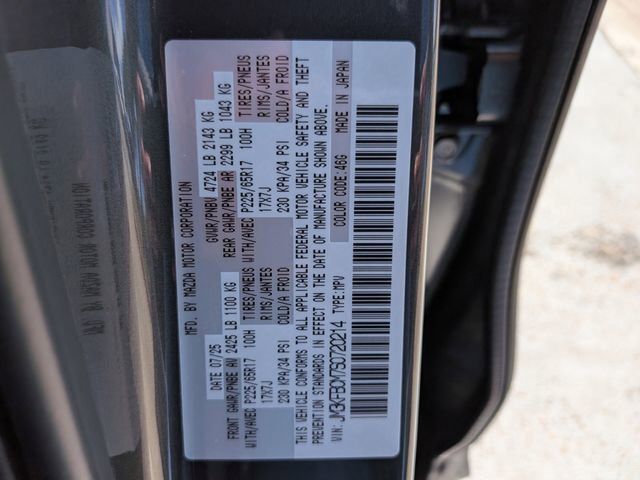 MFD. BY MAZDA MOTOR CORPORATION
DATE 07/25 GVWR/PNBV 4724 LB 2143 KG
FRONT GAWR/PNBE AV 2425 LB 1100 KG REAR GAWR/PNBE AR 2299 LB 1043 KG
WITH/AVEC P225/65R17 100H TIRES/PNEUS WITH/AVEC P225/65R17 100H TIRES/PNEUS
17X7J RIMS/JANTES 17X7J RIMS/JANTES
230 KPA/34 PSI COLD/A FROID 230 KPA/34 PSI COLD/A FROID
THIS VEHICLE CONFORMS TO ALL APPLICABLE FEDERAL MOTOR VEHICLE SAFETY AND THEFT
PREVENTION STANDARDS IN EFFECT ON THE DATE OF MANUFACTURE SHOWN ABOVE.
VIN: JM3KFBCM7S0720214 TYPE:MPV COLOR CODE:46G MADE IN JAPAN